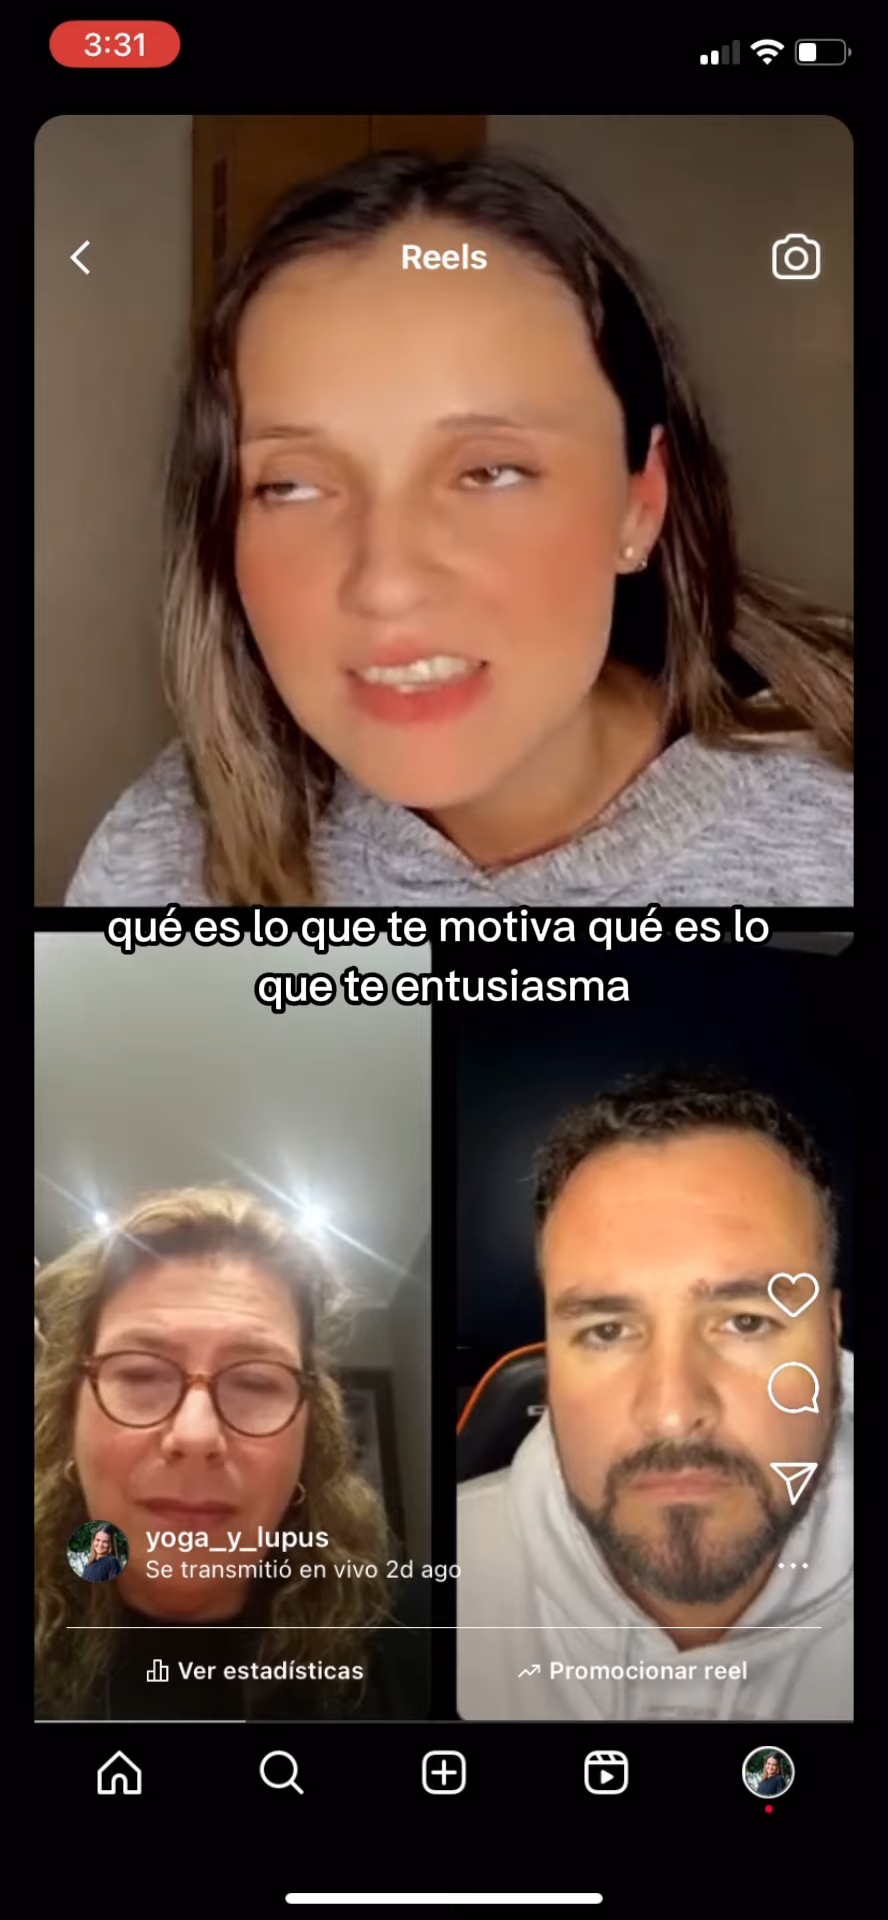 3:31
Reels
qué es lo que te motiva qué es lo
que te entusiasma
yoga_y_lupus
Se transmitió en vivo 2d ago
Ver estadísticas
Promocionar reel